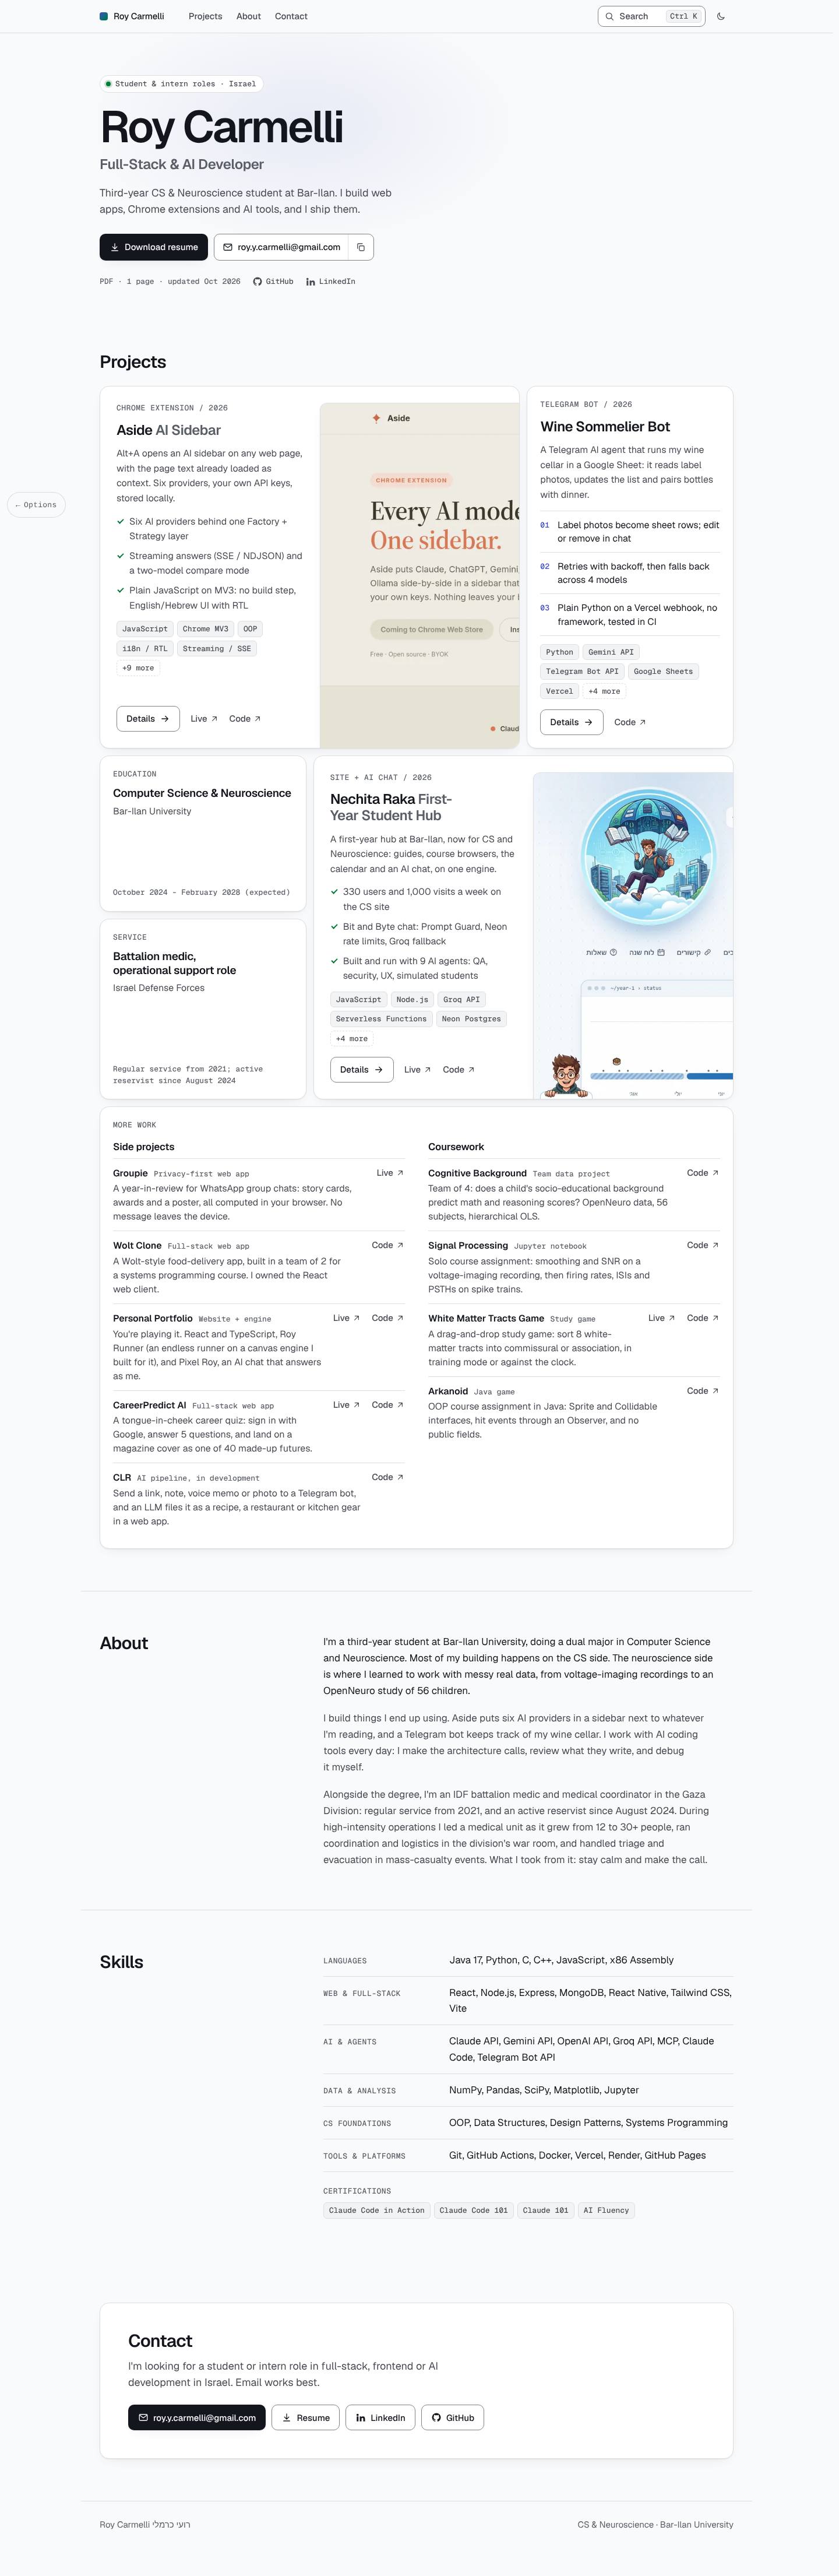 Roy Carmelli
Projects
About
Contact
Search
Ctrl K
Student & intern roles · Israel
Roy Carmelli
Full-Stack & AI Developer
Third-year CS & Neuroscience student at Bar-Ilan. I build web
apps, Chrome extensions and AI tools, and I ship them.
Download resume
roy.y.carmelli@gmail.com
PDF · 1 page · updated Oct 2026
GitHub
LinkedIn
← Options
Projects
CHROME EXTENSION / 2026
Aside AI Sidebar
Alt+A opens an AI sidebar on any web page,
with the page text already loaded as
context. Six providers, your own API keys,
stored locally.
Six AI providers behind one Factory +
Strategy layer
Streaming answers (SSE / NDJSON) and
a two-model compare mode
Plain JavaScript on MV3: no build step,
English/Hebrew UI with RTL
JavaScript
Chrome MV3
OOP
i18n / RTL
Streaming / SSE
+9 more
Details →
Live ↗
Code ↗
Aside
CHROME EXTENSION
Every AI mode
One sidebar.
Aside puts Claude, ChatGPT, Gemini
Ollama side-by-side in a sidebar that
your own keys. Nothing leaves your
Coming to Chrome Web Store
Ins
Free · Open source · BYOK
Claud
TELEGRAM BOT / 2026
Wine Sommelier Bot
A Telegram AI agent that runs my wine
cellar in a Google Sheet: it reads label
photos, updates the list and pairs bottles
with dinner.
01 Label photos become sheet rows; edit
or remove in chat
02 Retries with backoff, then falls back
across 4 models
03 Plain Python on a Vercel webhook, no
framework, tested in CI
Python
Gemini API
Telegram Bot API
Google Sheets
Vercel
+4 more
Details →
Code ↗
EDUCATION
Computer Science & Neuroscience
Bar-Ilan University
October 2024 – February 2028 (expected)
SERVICE
Battalion medic,
operational support role
Israel Defense Forces
Regular service from 2021; active
reservist since August 2024
SITE + AI CHAT / 2026
Nechita Raka First-
Year Student Hub
A first-year hub at Bar-Ilan, now for CS and
Neuroscience: guides, course browsers, the
calendar and an AI chat, on one engine.
330 users and 1,000 visits a week on
the CS site
Bit and Byte chat: Prompt Guard, Neon
rate limits, Groq fallback
Built and run with 9 AI agents: QA,
security, UX, simulated students
JavaScript
Node.js
Groq API
Serverless Functions
Neon Postgres
+4 more
Details →
Live ↗
Code ↗
שאלות
לוח שנה
קישורים
~/year-1 › status
יולי
יוני
MORE WORK
Side projects
Groupie Privacy-first web app
Live ↗
A year-in-review for WhatsApp group chats: story cards,
awards and a poster, all computed in your browser. No
message leaves the device.
Wolt Clone Full-stack web app
Code ↗
A Wolt-style food-delivery app, built in a team of 2 for
a systems programming course. I owned the React
web client.
Personal Portfolio Website + engine
Live ↗
Code ↗
You're playing it. React and TypeScript, Roy
Runner (an endless runner on a canvas engine I
built for it), and Pixel Roy, an AI chat that answers
as me.
CareerPredict AI Full-stack web app
Live ↗
Code ↗
A tongue-in-cheek career quiz: sign in with
Google, answer 5 questions, and land on a
magazine cover as one of 40 made-up futures.
CLR AI pipeline, in development
Code ↗
Send a link, note, voice memo or photo to a Telegram bot,
and an LLM files it as a recipe, a restaurant or kitchen gear
in a web app.
Coursework
Cognitive Background Team data project
Code ↗
Team of 4: does a child's socio-educational background
predict math and reasoning scores? OpenNeuro data, 56
subjects, hierarchical OLS.
Signal Processing Jupyter notebook
Code ↗
Solo course assignment: smoothing and SNR on a
voltage-imaging recording, then firing rates, ISIs and
PSTHs on spike trains.
White Matter Tracts Game Study game
Live ↗
Code ↗
A drag-and-drop study game: sort 8 white-
matter tracts into commissural or association, in
training mode or against the clock.
Arkanoid Java game
Code ↗
OOP course assignment in Java: Sprite and Collidable
interfaces, hit events through an Observer, and no
public fields.
About
I'm a third-year student at Bar-Ilan University, doing a dual major in Computer Science
and Neuroscience. Most of my building happens on the CS side. The neuroscience side
is where I learned to work with messy real data, from voltage-imaging recordings to an
OpenNeuro study of 56 children.
I build things I end up using. Aside puts six AI providers in a sidebar next to whatever
I'm reading, and a Telegram bot keeps track of my wine cellar. I work with AI coding
tools every day: I make the architecture calls, review what they write, and debug
it myself.
Alongside the degree, I'm an IDF battalion medic and medical coordinator in the Gaza
Division: regular service from 2021, and an active reservist since August 2024. During
high-intensity operations I led a medical unit as it grew from 12 to 30+ people, ran
coordination and logistics in the division's war room, and handled triage and
evacuation in mass-casualty events. What I took from it: stay calm and make the call.
Skills
LANGUAGES
Java 17, Python, C, C++, JavaScript, x86 Assembly
WEB & FULL-STACK
React, Node.js, Express, MongoDB, React Native, Tailwind CSS,
Vite
AI & AGENTS
Claude API, Gemini API, OpenAI API, Groq API, MCP, Claude
Code, Telegram Bot API
DATA & ANALYSIS
NumPy, Pandas, SciPy, Matplotlib, Jupyter
CS FOUNDATIONS
OOP, Data Structures, Design Patterns, Systems Programming
TOOLS & PLATFORMS
Git, GitHub Actions, Docker, Vercel, Render, GitHub Pages
CERTIFICATIONS
Claude Code in Action
Claude Code 101
Claude 101
AI Fluency
Contact
I'm looking for a student or intern role in full-stack, frontend or AI
development in Israel. Email works best.
roy.y.carmelli@gmail.com
Resume
LinkedIn
GitHub
Roy Carmelli רועי כרמלי
CS & Neuroscience · Bar-Ilan University